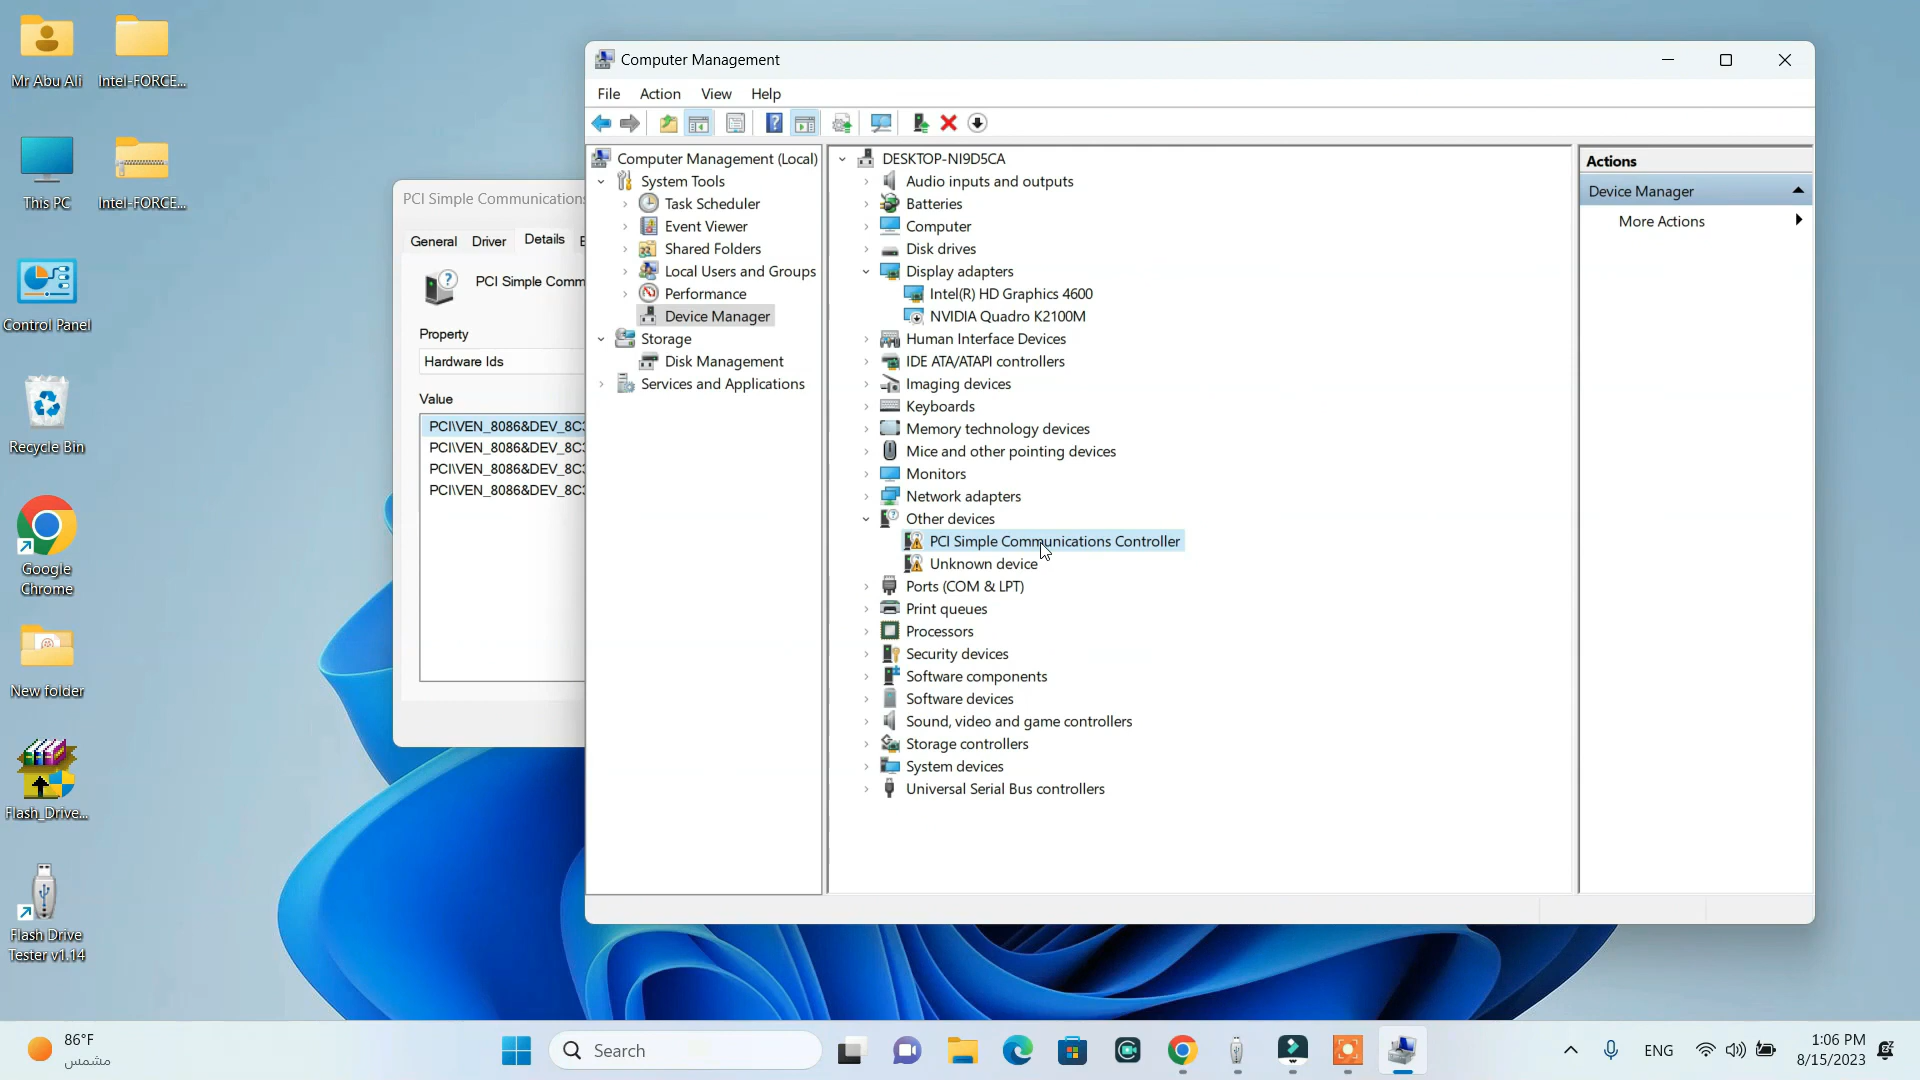 Mr Abu Ali
Intel-FORCE...
This PC
Intel-FORCE...
Control Panel
Recycle Bin
Google
Chrome
New folder
Flash_Drive...
Flash Drive
Tester v1.14
PCI Simple Communications
General Driver Details E
PCI Simple Comm
Property
Hardware Ids
Value
PCI\VEN_8086&DEV_8C3
PCI\VEN_8086&DEV_8C3
PCI\VEN_8086&DEV_8C3
PCI\VEN_8086&DEV_8C3
Computer Management
File Action View Help
Computer Management (Local)
System Tools
Task Scheduler
Event Viewer
Shared Folders
Local Users and Groups
Performance
Device Manager
Storage
Disk Management
Services and Applications
DESKTOP-NI9D5CA
Audio inputs and outputs
Batteries
Computer
Disk drives
Display adapters
Intel(R) HD Graphics 4600
NVIDIA Quadro K2100M
Human Interface Devices
IDE ATA/ATAPI controllers
Imaging devices
Keyboards
Memory technology devices
Mice and other pointing devices
Monitors
Network adapters
Other devices
PCI Simple Communications Controller
Unknown device
Ports (COM & LPT)
Print queues
Processors
Security devices
Software components
Software devices
Sound, video and game controllers
Storage controllers
System devices
Universal Serial Bus controllers
Actions
Device Manager
More Actions
86°F
مشمس
Search
ENG
1:06 PM
8/15/2023